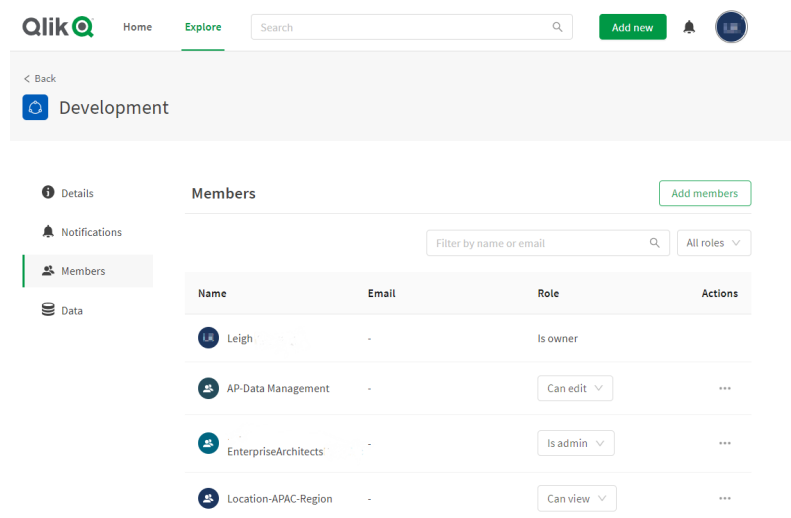 Qlik
Home
Explore
Search
Add new
Back
Development
Details
Notifications
Members
Data
Members
Add members
Filter by name or email
All roles
Name Email Role Actions
Leigh - Is owner
AP-Data Management - Can edit
EnterpriseArchitects - Is admin
Location-APAC-Region - Can view